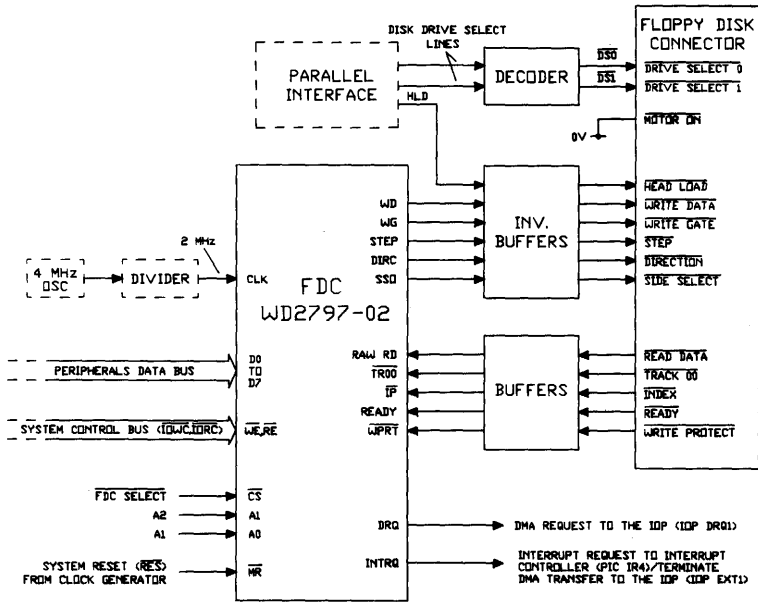 FLOPPY DISK
CONNECTOR
DISK DRIVE SELECT
LINES
PARALLEL
INTERFACE
HLD
DECODER
DS0
DS1
DRIVE SELECT 0
DRIVE SELECT 1
0V
MOTOR ON
WD
WG
STEP
DIRC
SSO
INV.
BUFFERS
HEAD LOAD
WRITE DATA
WRITE GATE
STEP
DIRECTION
SIDE SELECT
2 MHz
4 MHz
OSC
DIVIDER
CLK
FDC
WD2797-02
PERIPHERALS DATA BUS
D0
TO
D7
RAW RD
TR00
IP
READY
WPRT
BUFFERS
READ DATA
TRACK 00
INDEX
READY
WRITE PROTECT
SYSTEM CONTROL BUS (IOWC,IORC)
WE,RE
FDC SELECT
CS
A2
A1
A1
A0
SYSTEM RESET (RES)
FROM CLOCK GENERATOR
MR
DRQ
DMA REQUEST TO THE IOP (IOP DRQ1)
INTRQ
INTERRUPT REQUEST TO INTERRUPT
CONTROLLER (PIC IR4)/TERMINATE
DMA TRANSFER TO THE IOP (IOP EXT1)